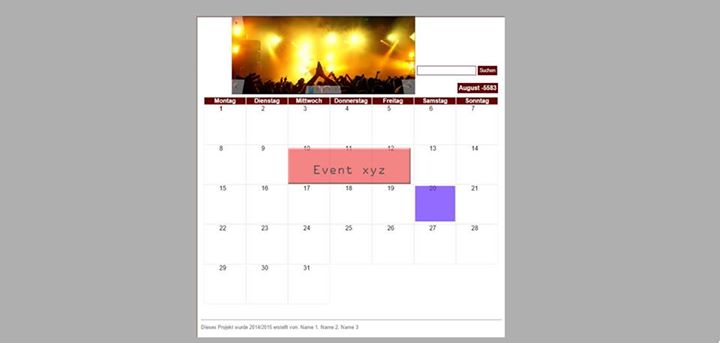 Suchen
August -5583
Montag Dienstag Mittwoch Donnerstag Freitag Samstag Sonntag
1 2 3 4 5 6 7
8 9 10 11 12 13 14
Event xyz
15 16 17 18 19 20 21
22 23 24 25 26 27 28
29 30 31
Dieses Projekt wurde 2014/2015 erstellt von: Name 1, Name 2, Name 3